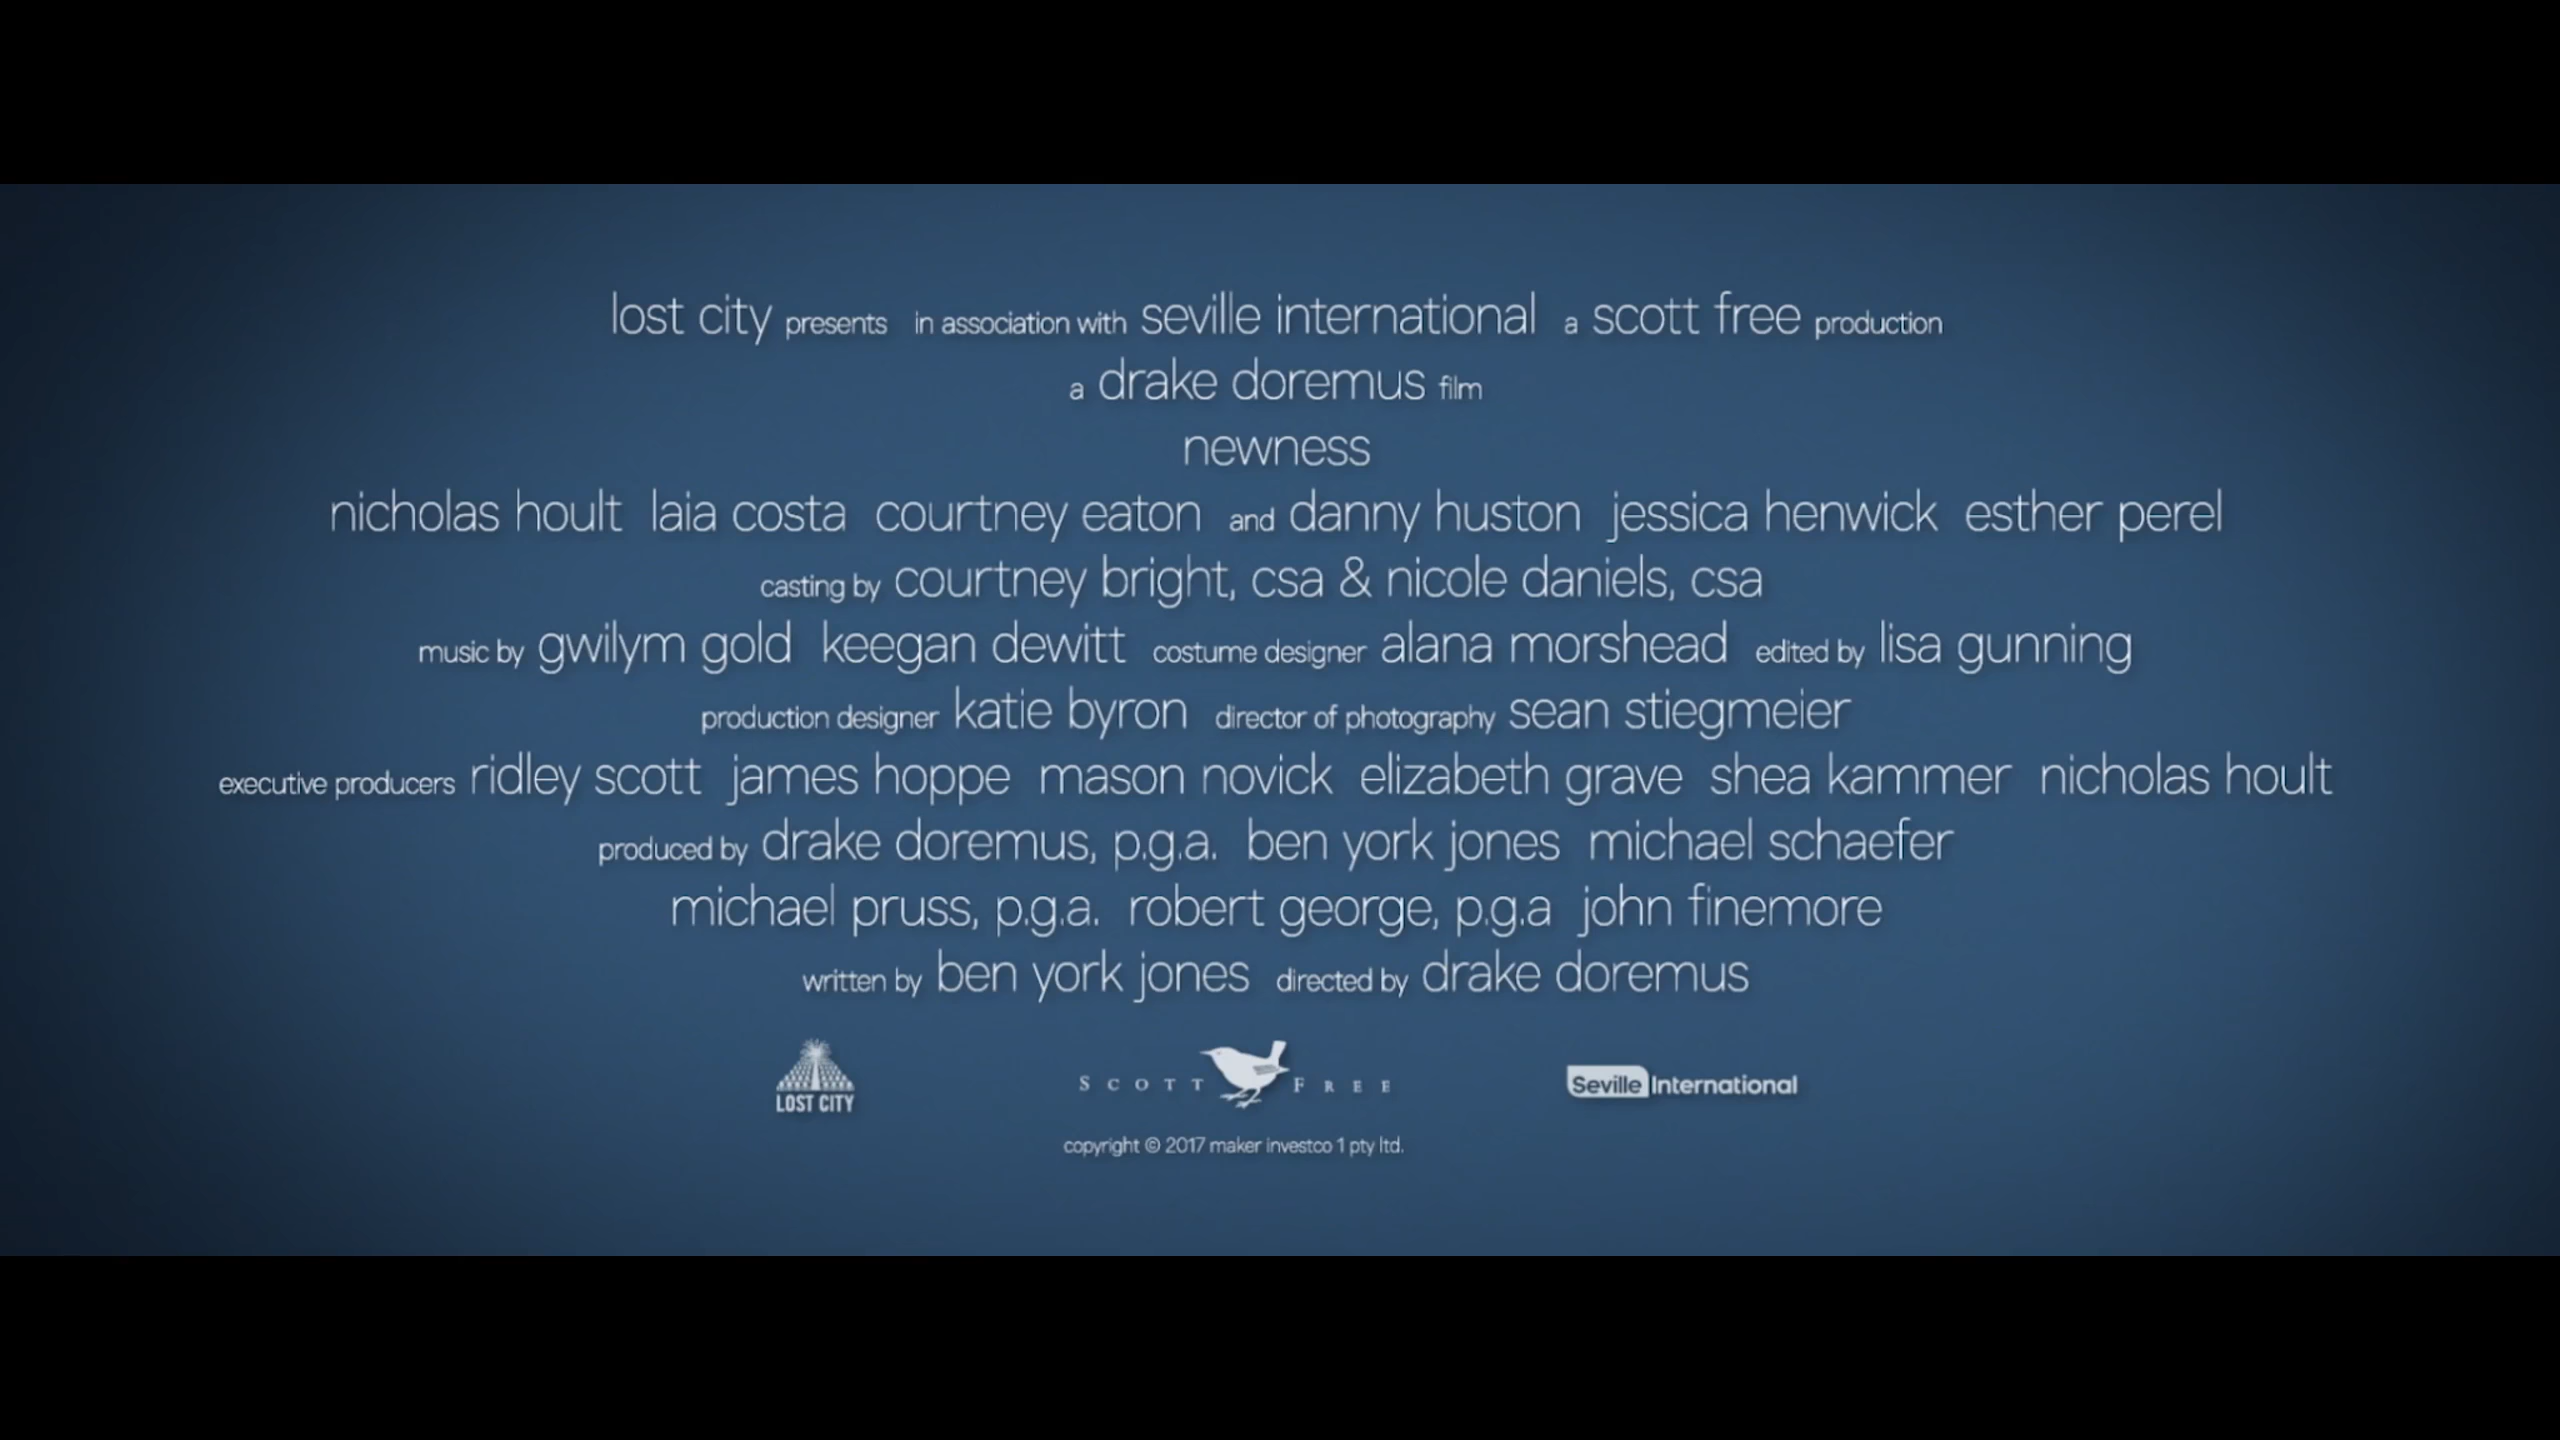 lost city presents in association with seville international a scott free production
a drake doremus film
newness
nicholas hoult laia costa courtney eaton and danny huston jessica henwick esther perel
casting by courtney bright, csa & nicole daniels, csa
music by gwilym gold keegan dewitt costume designer alana morshead edited by lisa gunning
production designer katie byron director of photography sean stiegmeier
executive producers ridley scott james hoppe mason novick elizabeth grave shea kammer nicholas hoult
produced by drake doremus, p.g.a. ben york jones michael schaefer
michael pruss, p.g.a. robert george, p.g.a john finemore
written by ben york jones directed by drake doremus
LOST CITY SCOTT FREE Seville International
copyright © 2017 maker investco 1 pty ltd.